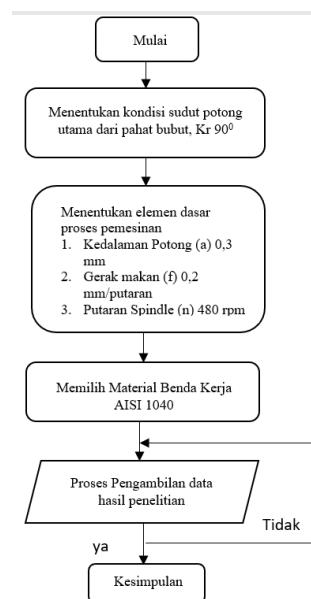 Mulai
Menentukan kondisi sudut potong
utama dari pahat bubut, Kr 90⁰
Menentukan elemen dasar
proses pemesinan
1. Kedalaman Potong (a) 0,3
mm
2. Gerak makan (f) 0,2
mm/putaran
3. Putaran Spindle (n) 480 rpm
Memilih Material Benda Kerja
AISI 1040
Proses Pengambilan data
hasil penelitian
Tidak
ya
Kesimpulan